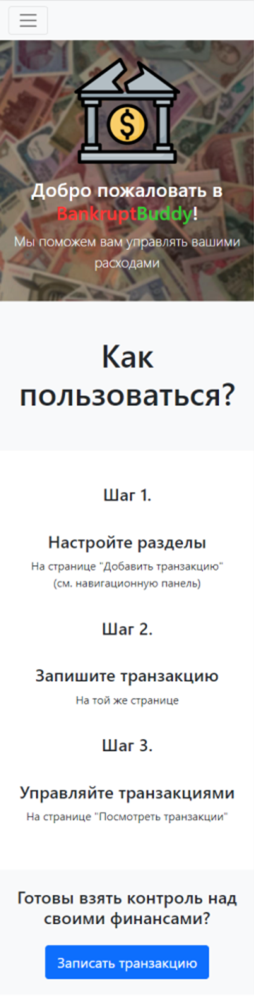 Добро пожаловать в
BankruptBuddy!
Мы поможем вам управлять вашими
расходами
Как
пользоваться?
Шаг 1.
Настройте разделы
На странице "Добавить транзакцию"
(см. навигационную панель)
Шаг 2.
Запишите транзакцию
На той же странице
Шаг 3.
Управляйте транзакциями
На странице "Посмотреть транзакции"
Готовы взять контроль над
своими финансами?
Записать транзакцию